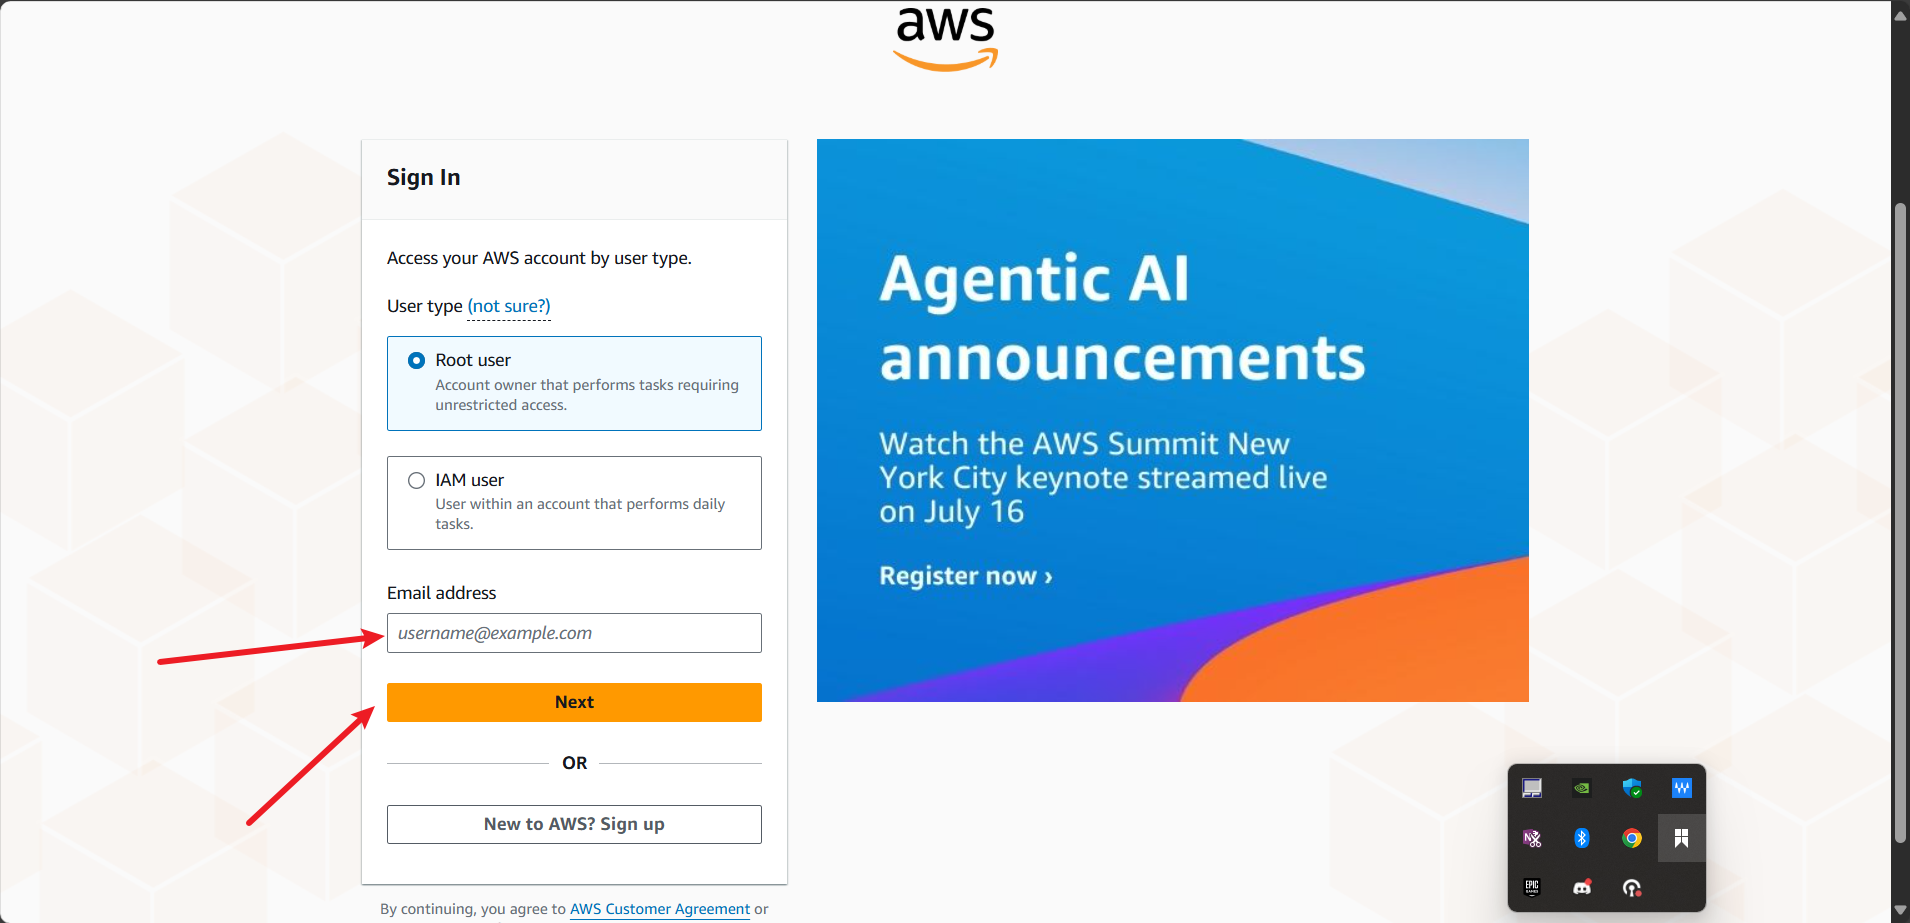 aws
Sign In
Access your AWS account by user type.
User type (not sure?)
Root user
Account owner that performs tasks requiring
unrestricted access.
IAM user
User within an account that performs daily
tasks.
Email address
username@example.com
Next
OR
New to AWS? Sign up
By continuing, you agree to AWS Customer Agreement or
Agentic AI
announcements
Watch the AWS Summit New
York City keynote streamed live
on July 16
Register now ›
N
EPIC
GAMES